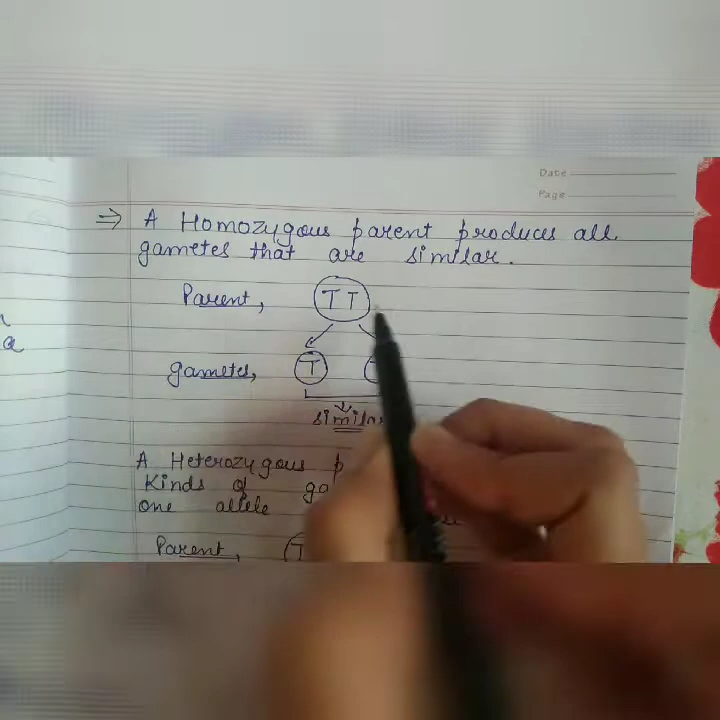 Date
Page
⇒ A Homozygous parent produces all
gametes that are similar.
Parent, TT
gametes, T
similar
A Heterozygous
Kinds of
one allele
Parent, T